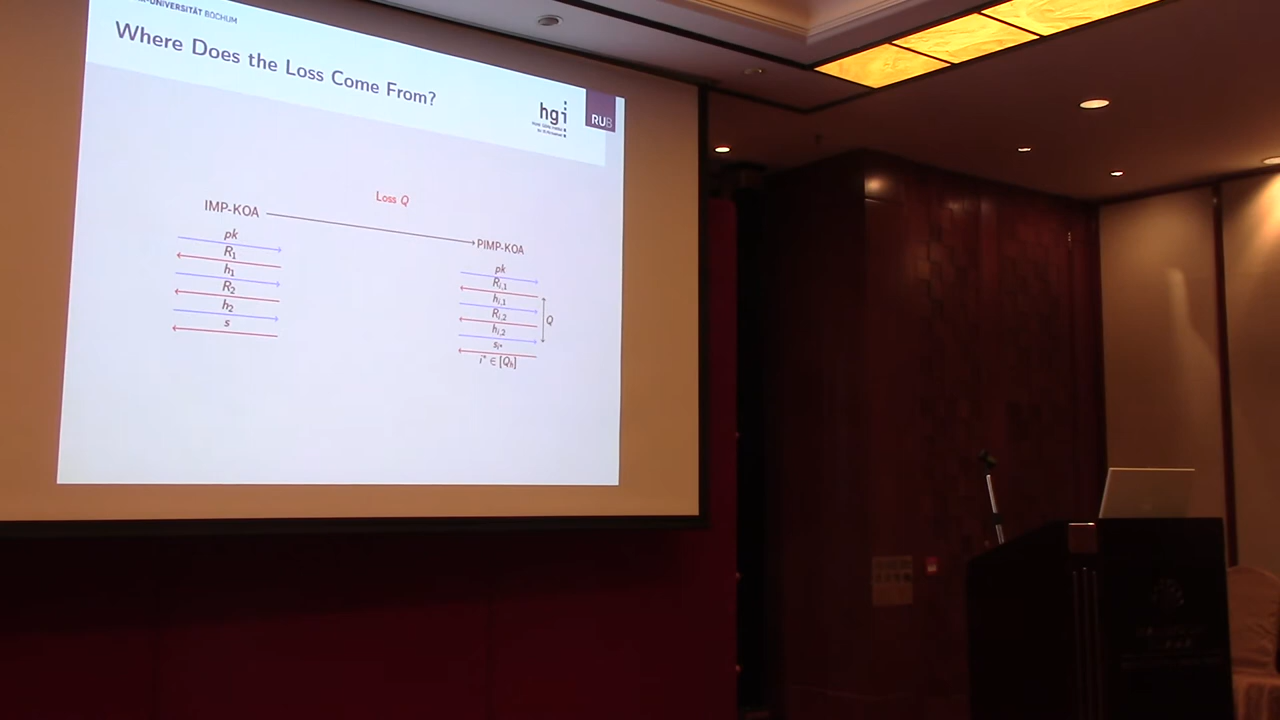 -UNIVERSITÄT BOCHUM
Where Does the Loss Come From?
hgi
RUB
Loss Q
IMP-KOA
PIMP-KOA
pk
R₁
h₁
R₂
h₂
s
pk
Rᵢ,₁
hᵢ,₁
Rᵢ,₂
hᵢ,₂
sᵢ*
Q
i* ∈ [Qₕ]